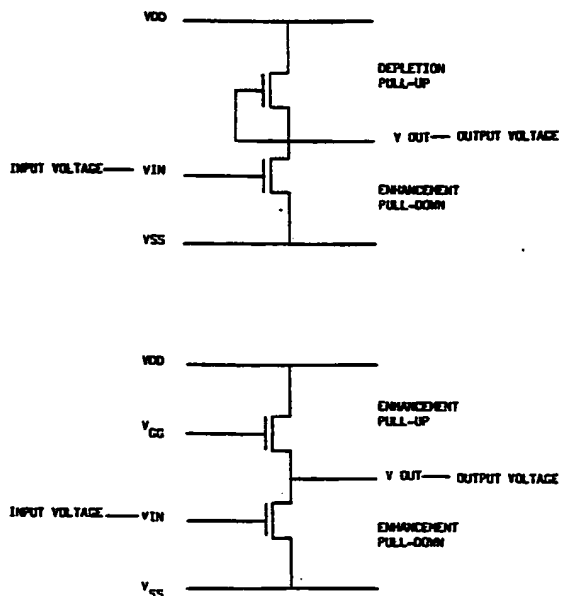 VDD
DEPLETION
PULL-UP
V OUT — OUTPUT VOLTAGE
INPUT VOLTAGE — VIN
ENHANCEMENT
PULL-DOWN
VSS
VDD
ENHANCEMENT
PULL-UP
VGG
V OUT — OUTPUT VOLTAGE
INPUT VOLTAGE — VIN
ENHANCEMENT
PULL-DOWN
VSS